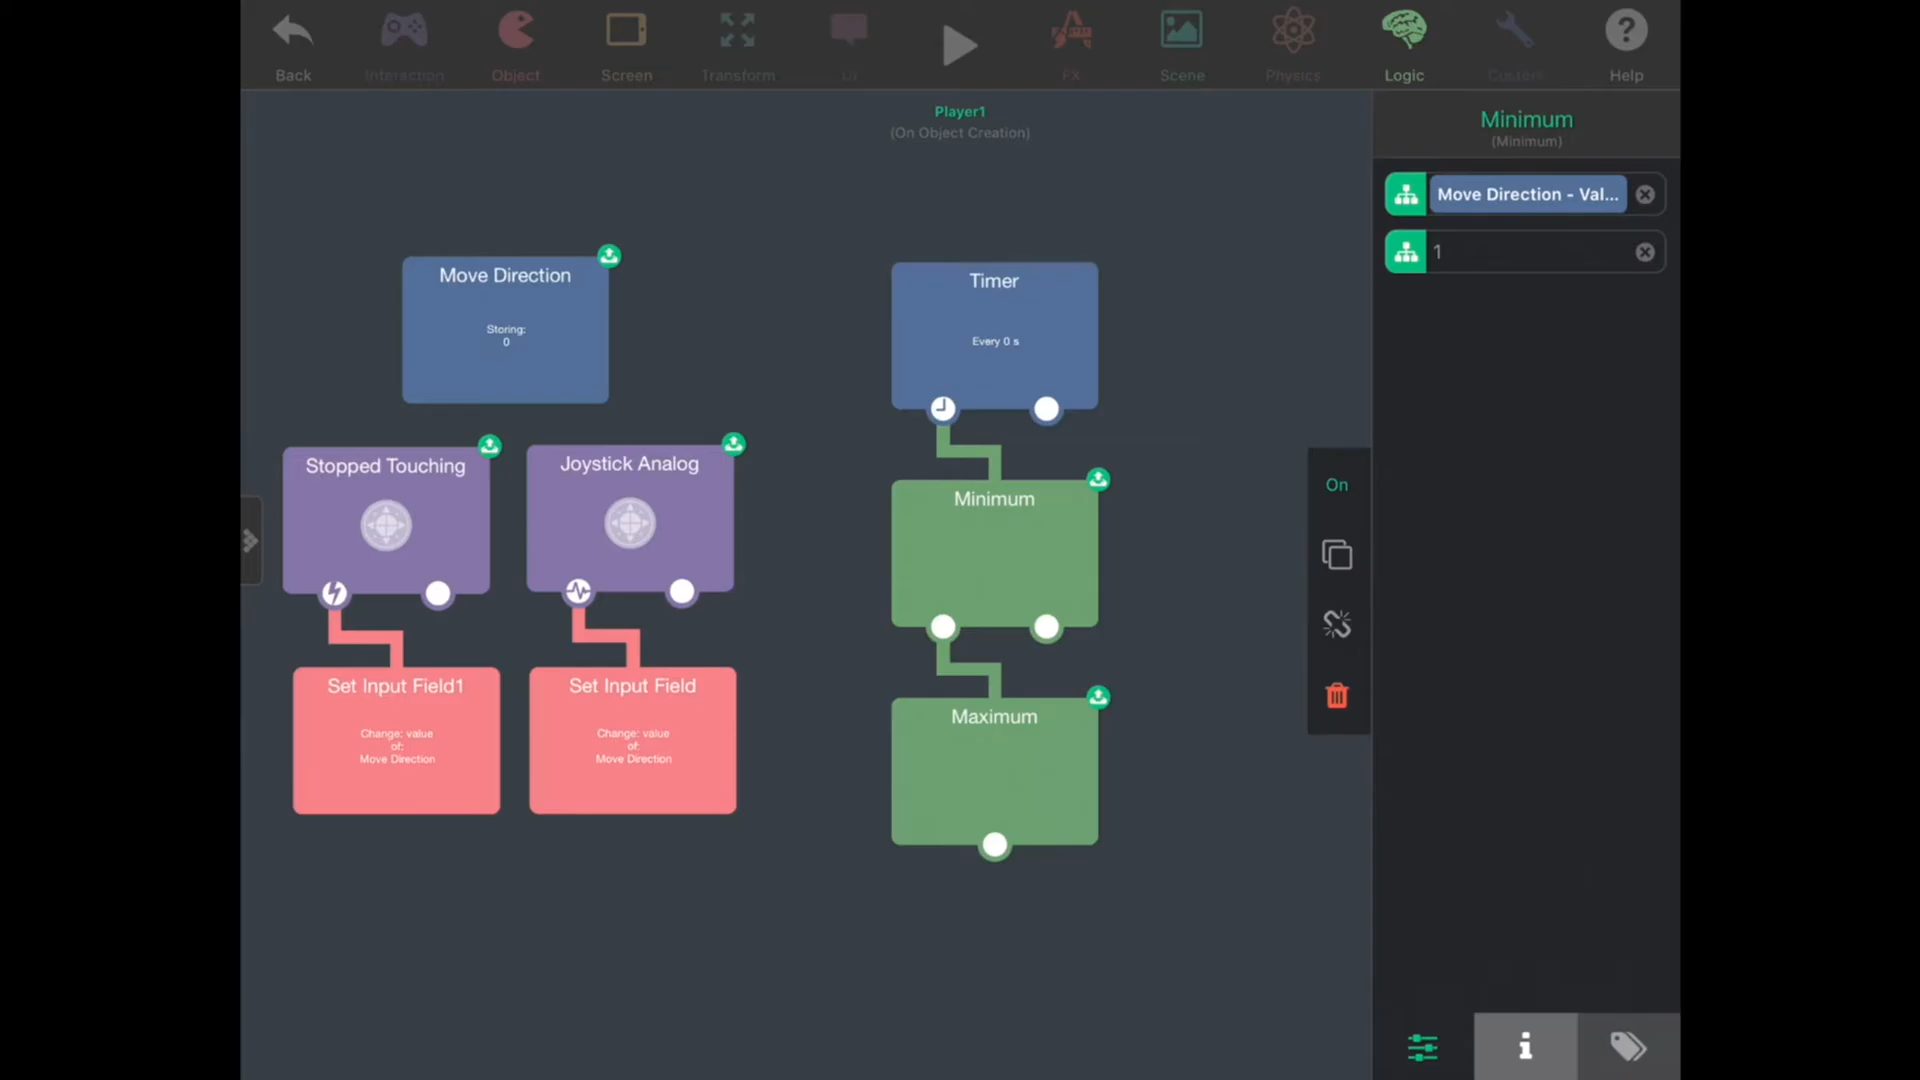 Back
Interaction
Object
Screen
Transform
UI
FX
Scene
Physics
Logic
Custom
Help
Player1
(On Object Creation)
Minimum
(Minimum)
Move Direction - Val...
1
Move Direction
Storing:
0
Timer
Every 0 s
Stopped Touching
Joystick Analog
Minimum
On
Set Input Field1
Change: value
of:
Move Direction
Set Input Field
Change: value
of:
Move Direction
Maximum